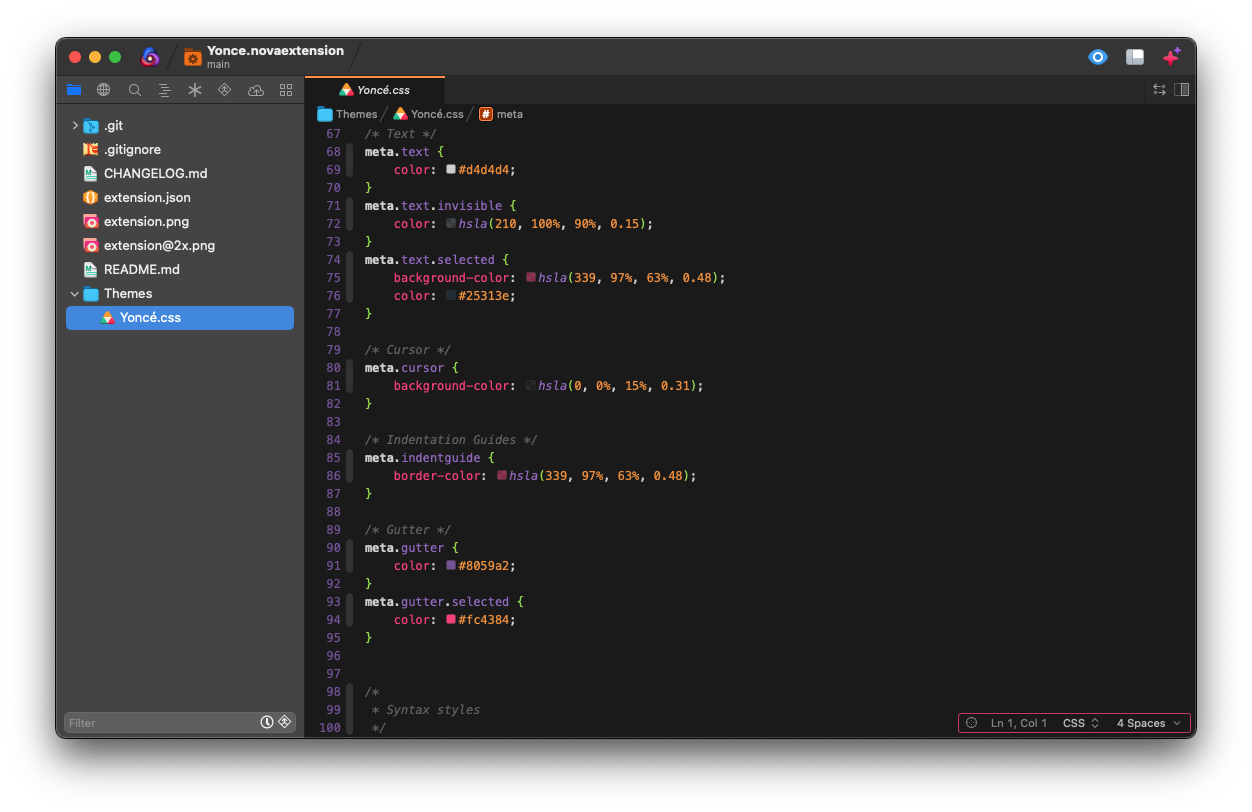 Yonce.novaextension
main
Yoncé.css
.git
.gitignore
CHANGELOG.md
extension.json
extension.png
extension@2x.png
README.md
Themes
Yoncé.css
Filter
Themes / Yoncé.css / # meta
67 /* Text */
68 meta.text {
69     color: #d4d4d4;
70 }
71 meta.text.invisible {
72     color: hsla(210, 100%, 90%, 0.15);
73 }
74 meta.text.selected {
75     background-color: hsla(339, 97%, 63%, 0.48);
76     color: #25313e;
77 }
78
79 /* Cursor */
80 meta.cursor {
81     background-color: hsla(0, 0%, 15%, 0.31);
82 }
83
84 /* Indentation Guides */
85 meta.indentguide {
86     border-color: hsla(339, 97%, 63%, 0.48);
87 }
88
89 /* Gutter */
90 meta.gutter {
91     color: #8059a2;
92 }
93 meta.gutter.selected {
94     color: #fc4384;
95 }
96
97
98 /*
99  * Syntax styles
100  */
Ln 1, Col 1 CSS 4 Spaces